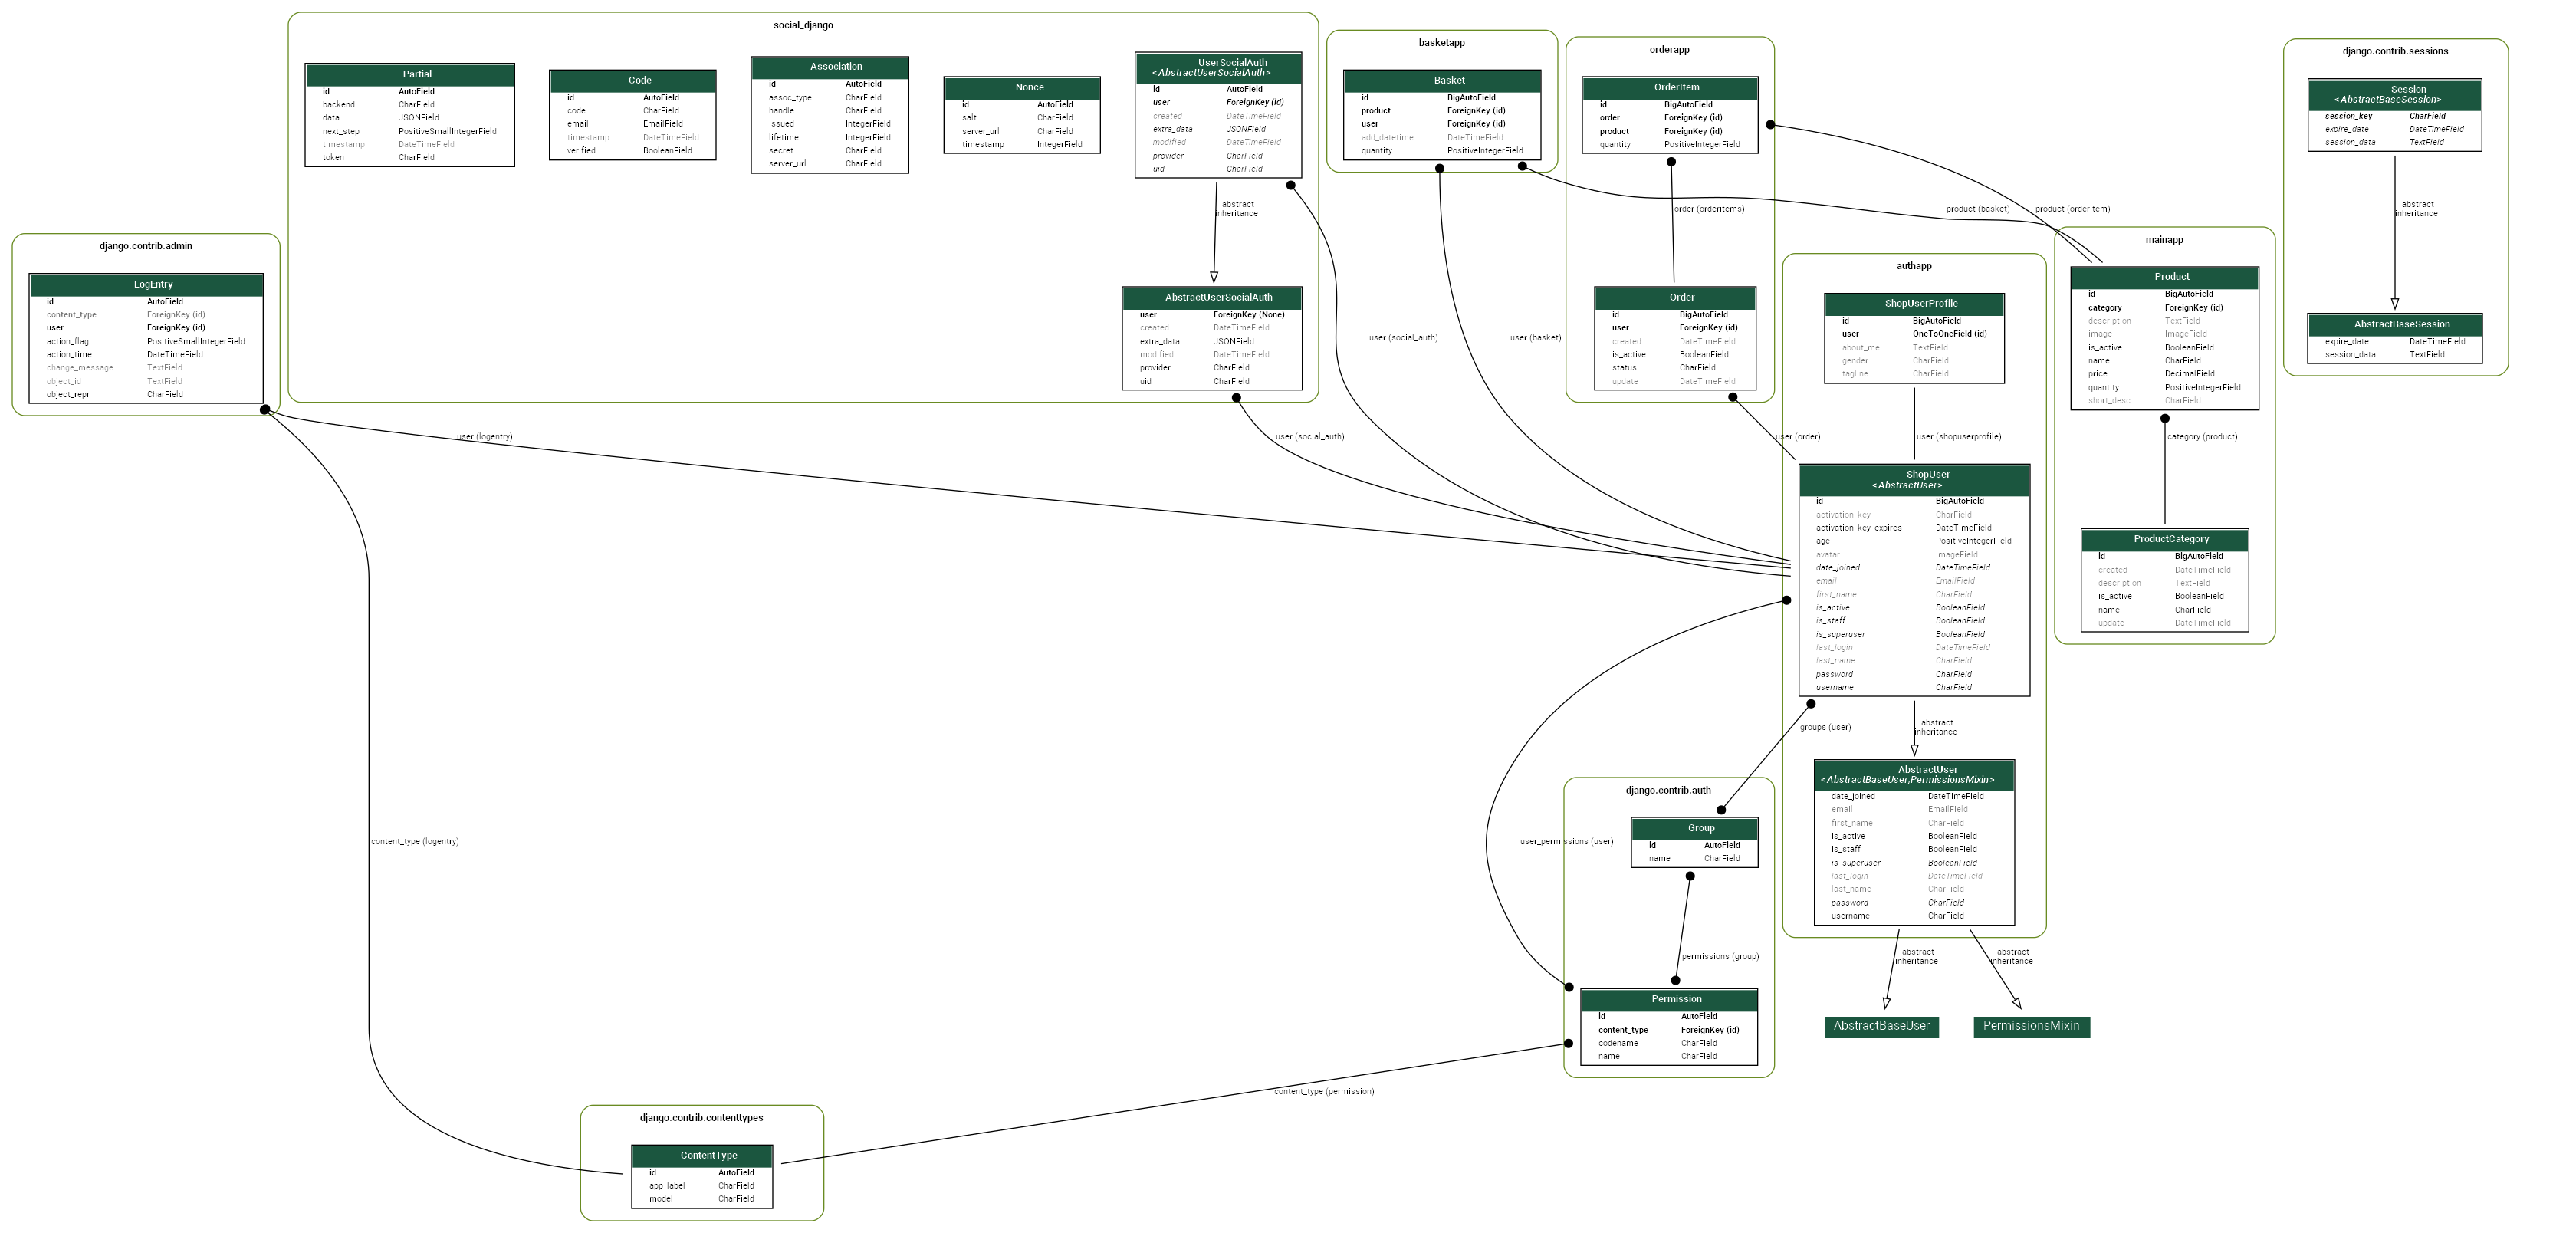 social_django
Partial
id AutoField
backend CharField
data JSONField
next_step PositiveSmallIntegerField
timestamp DateTimeField
token CharField
Code
id AutoField
code CharField
email EmailField
timestamp DateTimeField
verified BooleanField
Association
id AutoField
assoc_type CharField
handle CharField
issued IntegerField
lifetime IntegerField
secret CharField
server_url CharField
Nonce
id AutoField
salt CharField
server_url CharField
timestamp IntegerField
UserSocialAuth
<AbstractUserSocialAuth>
id AutoField
user ForeignKey (id)
created DateTimeField
extra_data JSONField
modified DateTimeField
provider CharField
uid CharField
abstract
inheritance
AbstractUserSocialAuth
user ForeignKey (None)
created DateTimeField
extra_data JSONField
modified DateTimeField
provider CharField
uid CharField
basketapp
Basket
id BigAutoField
product ForeignKey (id)
user ForeignKey (id)
add_datetime DateTimeField
quantity PositiveIntegerField
orderapp
OrderItem
id BigAutoField
order ForeignKey (id)
product ForeignKey (id)
quantity PositiveIntegerField
order (orderitems)
Order
id BigAutoField
user ForeignKey (id)
created DateTimeField
is_active BooleanField
status CharField
update DateTimeField
product (basket)
product (orderitem)
django.contrib.sessions
Session
<AbstractBaseSession>
session_key CharField
expire_date DateTimeField
session_data TextField
abstract
inheritance
AbstractBaseSession
expire_date DateTimeField
session_data TextField
django.contrib.admin
LogEntry
id AutoField
content_type ForeignKey (id)
user ForeignKey (id)
action_flag PositiveSmallIntegerField
action_time DateTimeField
change_message TextField
object_id TextField
object_repr CharField
mainapp
Product
id BigAutoField
category ForeignKey (id)
description TextField
image ImageField
is_active BooleanField
name CharField
price DecimalField
quantity PositiveIntegerField
short_desc CharField
category (product)
ProductCategory
id BigAutoField
created DateTimeField
description TextField
is_active BooleanField
name CharField
update DateTimeField
authapp
ShopUserProfile
id BigAutoField
user OneToOneField (id)
about_me TextField
gender CharField
tagline CharField
user (social_auth)
user (basket)
user (logentry)
user (social_auth)
user (order)
user (shopuserprofile)
ShopUser
<AbstractUser>
id BigAutoField
activation_key CharField
activation_key_expires DateTimeField
age PositiveIntegerField
avatar ImageField
date_joined DateTimeField
email EmailField
first_name CharField
is_active BooleanField
is_staff BooleanField
is_superuser BooleanField
last_login DateTimeField
last_name CharField
password CharField
username CharField
groups (user)
abstract
inheritance
AbstractUser
<AbstractBaseUser,PermissionsMixin>
date_joined DateTimeField
email EmailField
first_name CharField
is_active BooleanField
is_staff BooleanField
is_superuser BooleanField
last_login DateTimeField
last_name CharField
password CharField
username CharField
abstract
inheritance
abstract
inheritance
AbstractBaseUser
PermissionsMixin
django.contrib.auth
Group
id AutoField
name CharField
user_permissions (user)
content_type (logentry)
permissions (group)
Permission
id AutoField
content_type ForeignKey (id)
codename CharField
name CharField
content_type (permission)
django.contrib.contenttypes
ContentType
id AutoField
app_label CharField
model CharField